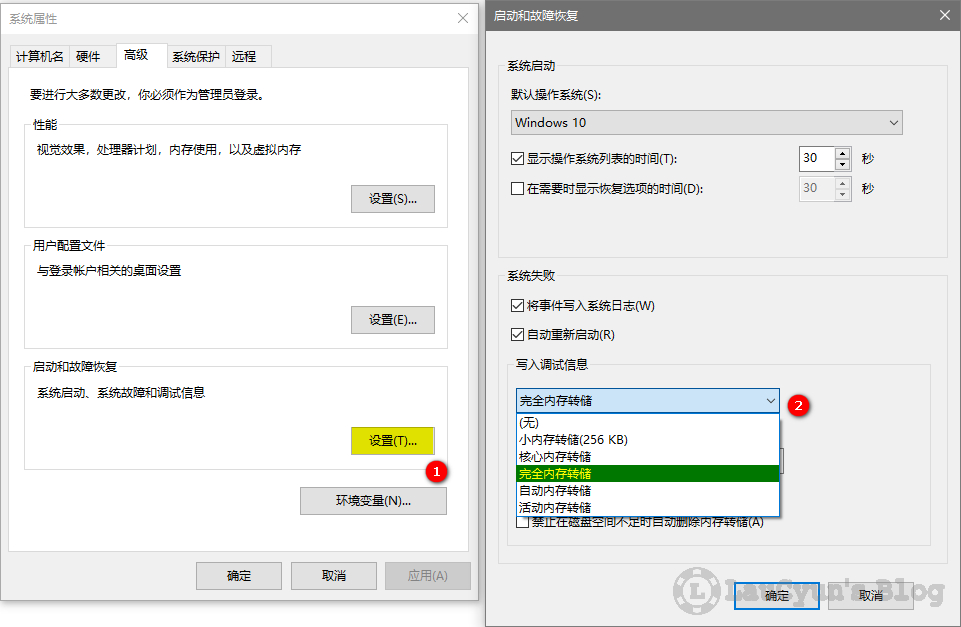 系统属性
计算机名 硬件 高级 系统保护 远程
要进行大多数更改，你必须作为管理员登录。
性能
视觉效果，处理器计划，内存使用，以及虚拟内存
设置(S)...
用户配置文件
与登录帐户相关的桌面设置
设置(E)...
启动和故障恢复
系统启动、系统故障和调试信息
设置(T)...
1
环境变量(N)...
确定 取消 应用(A)
启动和故障恢复
系统启动
默认操作系统(S):
Windows 10
显示操作系统列表的时间(T): 30 秒
在需要时显示恢复选项的时间(D): 30 秒
系统失败
将事件写入系统日志(W)
自动重新启动(R)
写入调试信息
完全内存转储
2
(无)
小内存转储(256 KB)
核心内存转储
完全内存转储
自动内存转储
活动内存转储
禁止在磁盘空间不足时自动删除内存转储(A)
确定 取消
L LauCyun's Blog